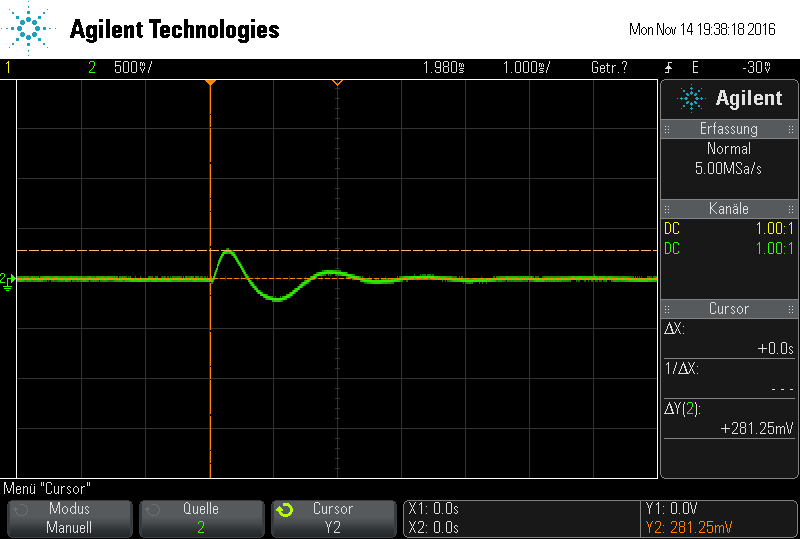 Agilent Technologies Mon Nov 14 19:38:18 2016
1 2 500mV/ 1.980ms 1.000ms/ Getr.? E -30mV
Agilent
Erfassung
Normal
5.00MSa/s
Kanäle
DC 1.00:1
DC 1.00:1
2
Cursor
ΔX:
+0.0s
1/ΔX:
- - -
ΔY(2):
+281.25mV
Menü "Cursor"
Modus
Manuell
Quelle
2
Cursor
Y2
X1: 0.0s
X2: 0.0s
Y1: 0.0V
Y2: 281.25mV